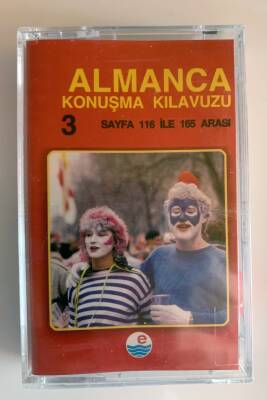 ALMANCA
KONUŞMA KILAVUZU
3 SAYFA 116 İLE 165 ARASI
e